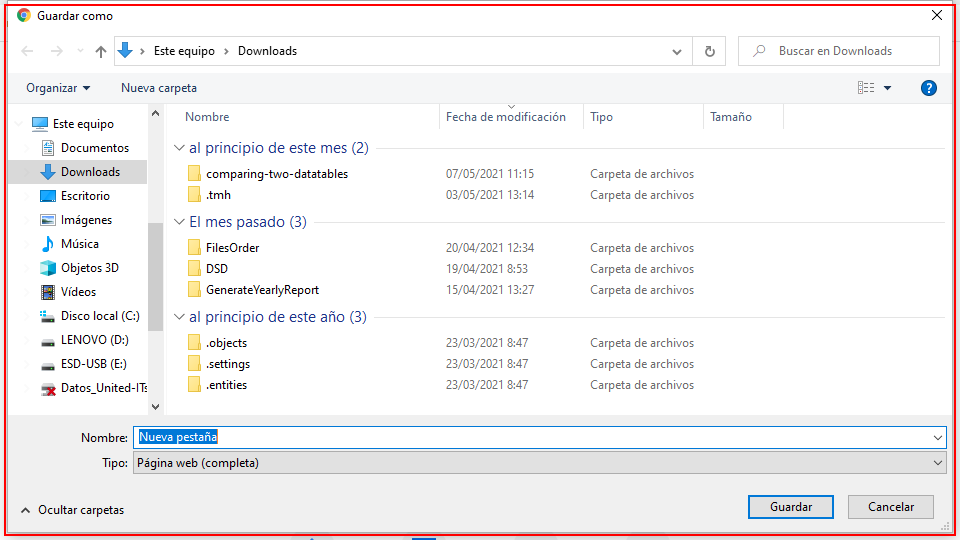 Guardar como
Este equipo > Downloads
Buscar en Downloads
Organizar Nueva carpeta
Este equipo
Documentos
Downloads
Escritorio
Imágenes
Música
Objetos 3D
Vídeos
Disco local (C:)
LENOVO (D:)
ESD-USB (E:)
Datos_United-ITs
Nombre Fecha de modificación Tipo Tamaño
al principio de este mes (2)
comparing-two-datatables 07/05/2021 11:15 Carpeta de archivos
.tmh 03/05/2021 13:14 Carpeta de archivos
El mes pasado (3)
FilesOrder 20/04/2021 12:34 Carpeta de archivos
DSD 19/04/2021 8:53 Carpeta de archivos
GenerateYearlyReport 15/04/2021 13:27 Carpeta de archivos
al principio de este año (3)
.objects 23/03/2021 8:47 Carpeta de archivos
.settings 23/03/2021 8:47 Carpeta de archivos
.entities 23/03/2021 8:47 Carpeta de archivos
Nombre: Nueva pestaña
Tipo: Página web (completa)
Ocultar carpetas
Guardar Cancelar